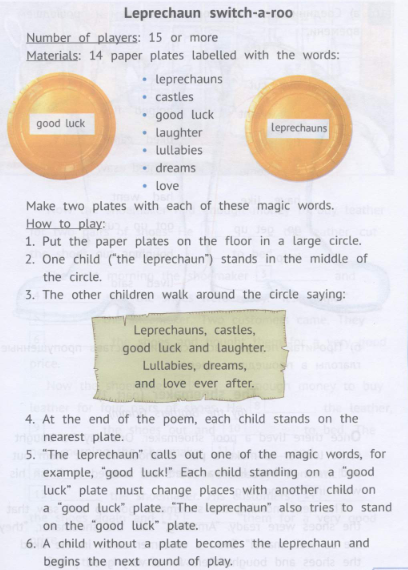 Leprechaun switch-a-roo
Number of players: 15 or more
Materials: 14 paper plates labelled with the words:
• leprechauns
• castles
• good luck
• laughter
• lullabies
• dreams
• love
good luck
leprechauns
Make two plates with each of these magic words.
How to play:
1. Put the paper plates on the floor in a large circle.
2. One child ("the leprechaun") stands in the middle of
the circle.
3. The other children walk around the circle saying:
Leprechauns, castles,
good luck and laughter.
Lullabies, dreams,
and love ever after.
4. At the end of the poem, each child stands on the
nearest plate.
5. "The leprechaun" calls out one of the magic words, for
example, "good luck!" Each child standing on a "good
luck" plate must change places with another child on
a "good luck" plate. "The leprechaun" also tries to stand
on the "good luck" plate.
6. A child without a plate becomes the leprechaun and
begins the next round of play.